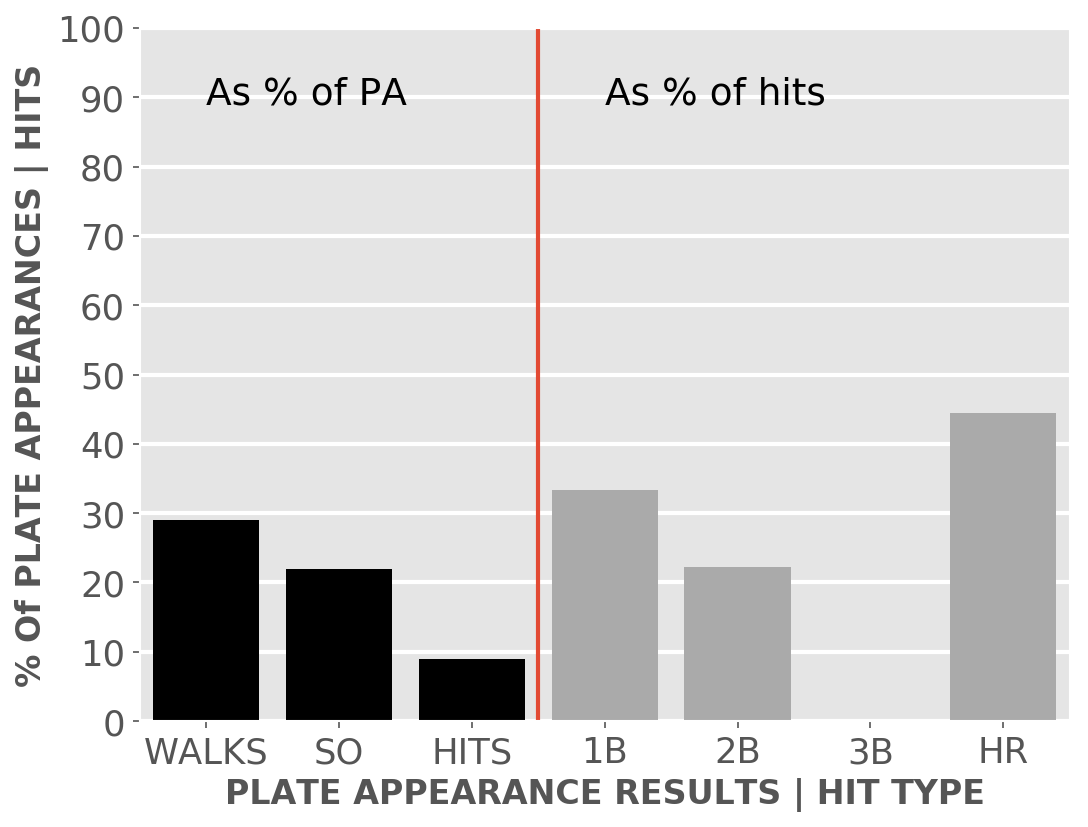 100
90
80
70
60
50
40
30
20
10
0
% Of PLATE APPEARANCES | HITS
As % of PA
As % of hits
WALKS SO HITS 1B 2B 3B HR
PLATE APPEARANCE RESULTS | HIT TYPE